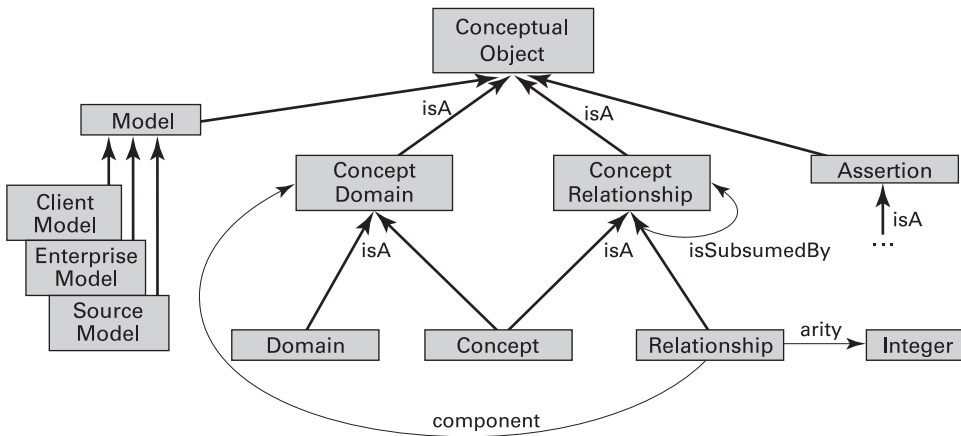 Conceptual
Object
isA
isA
Model
Concept
Domain
Concept
Relationship
Assertion
Client
Model
isA
...
Enterprise
Model
isA
isA
isSubsumedBy
Source
Model
Domain
Concept
Relationship
arity
Integer
component